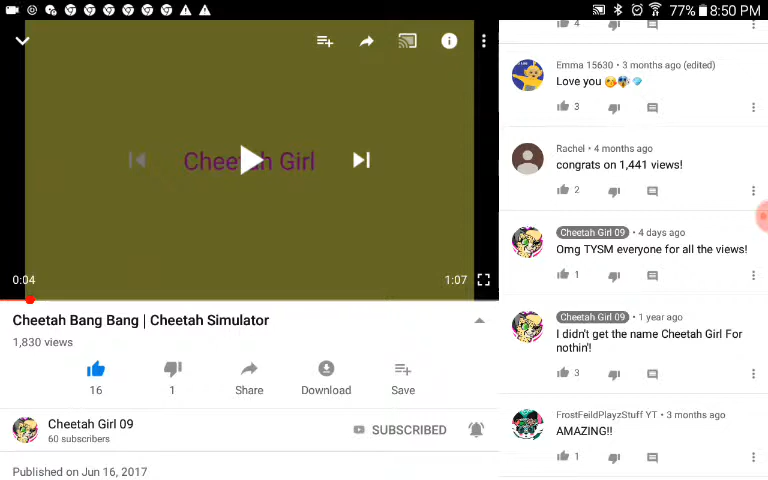 77% 8:50 PM
Cheetah Girl
0:04
1:07
Cheetah Bang Bang | Cheetah Simulator
1,830 views
16
1
Share
Download
Save
Cheetah Girl 09
60 subscribers
SUBSCRIBED
Published on Jun 16, 2017
4
Emma 15630 • 3 months ago (edited)
Love you 😘😱💎
3
Rachel • 4 months ago
congrats on 1,441 views!
2
Cheetah Girl 09 • 4 days ago
Omg TYSM everyone for all the views!
1
Cheetah Girl 09 • 1 year ago
I didn't get the name Cheetah Girl For
nothin'!
3
FrostFeildPlayzStuff YT • 3 months ago
AMAZING!!
1